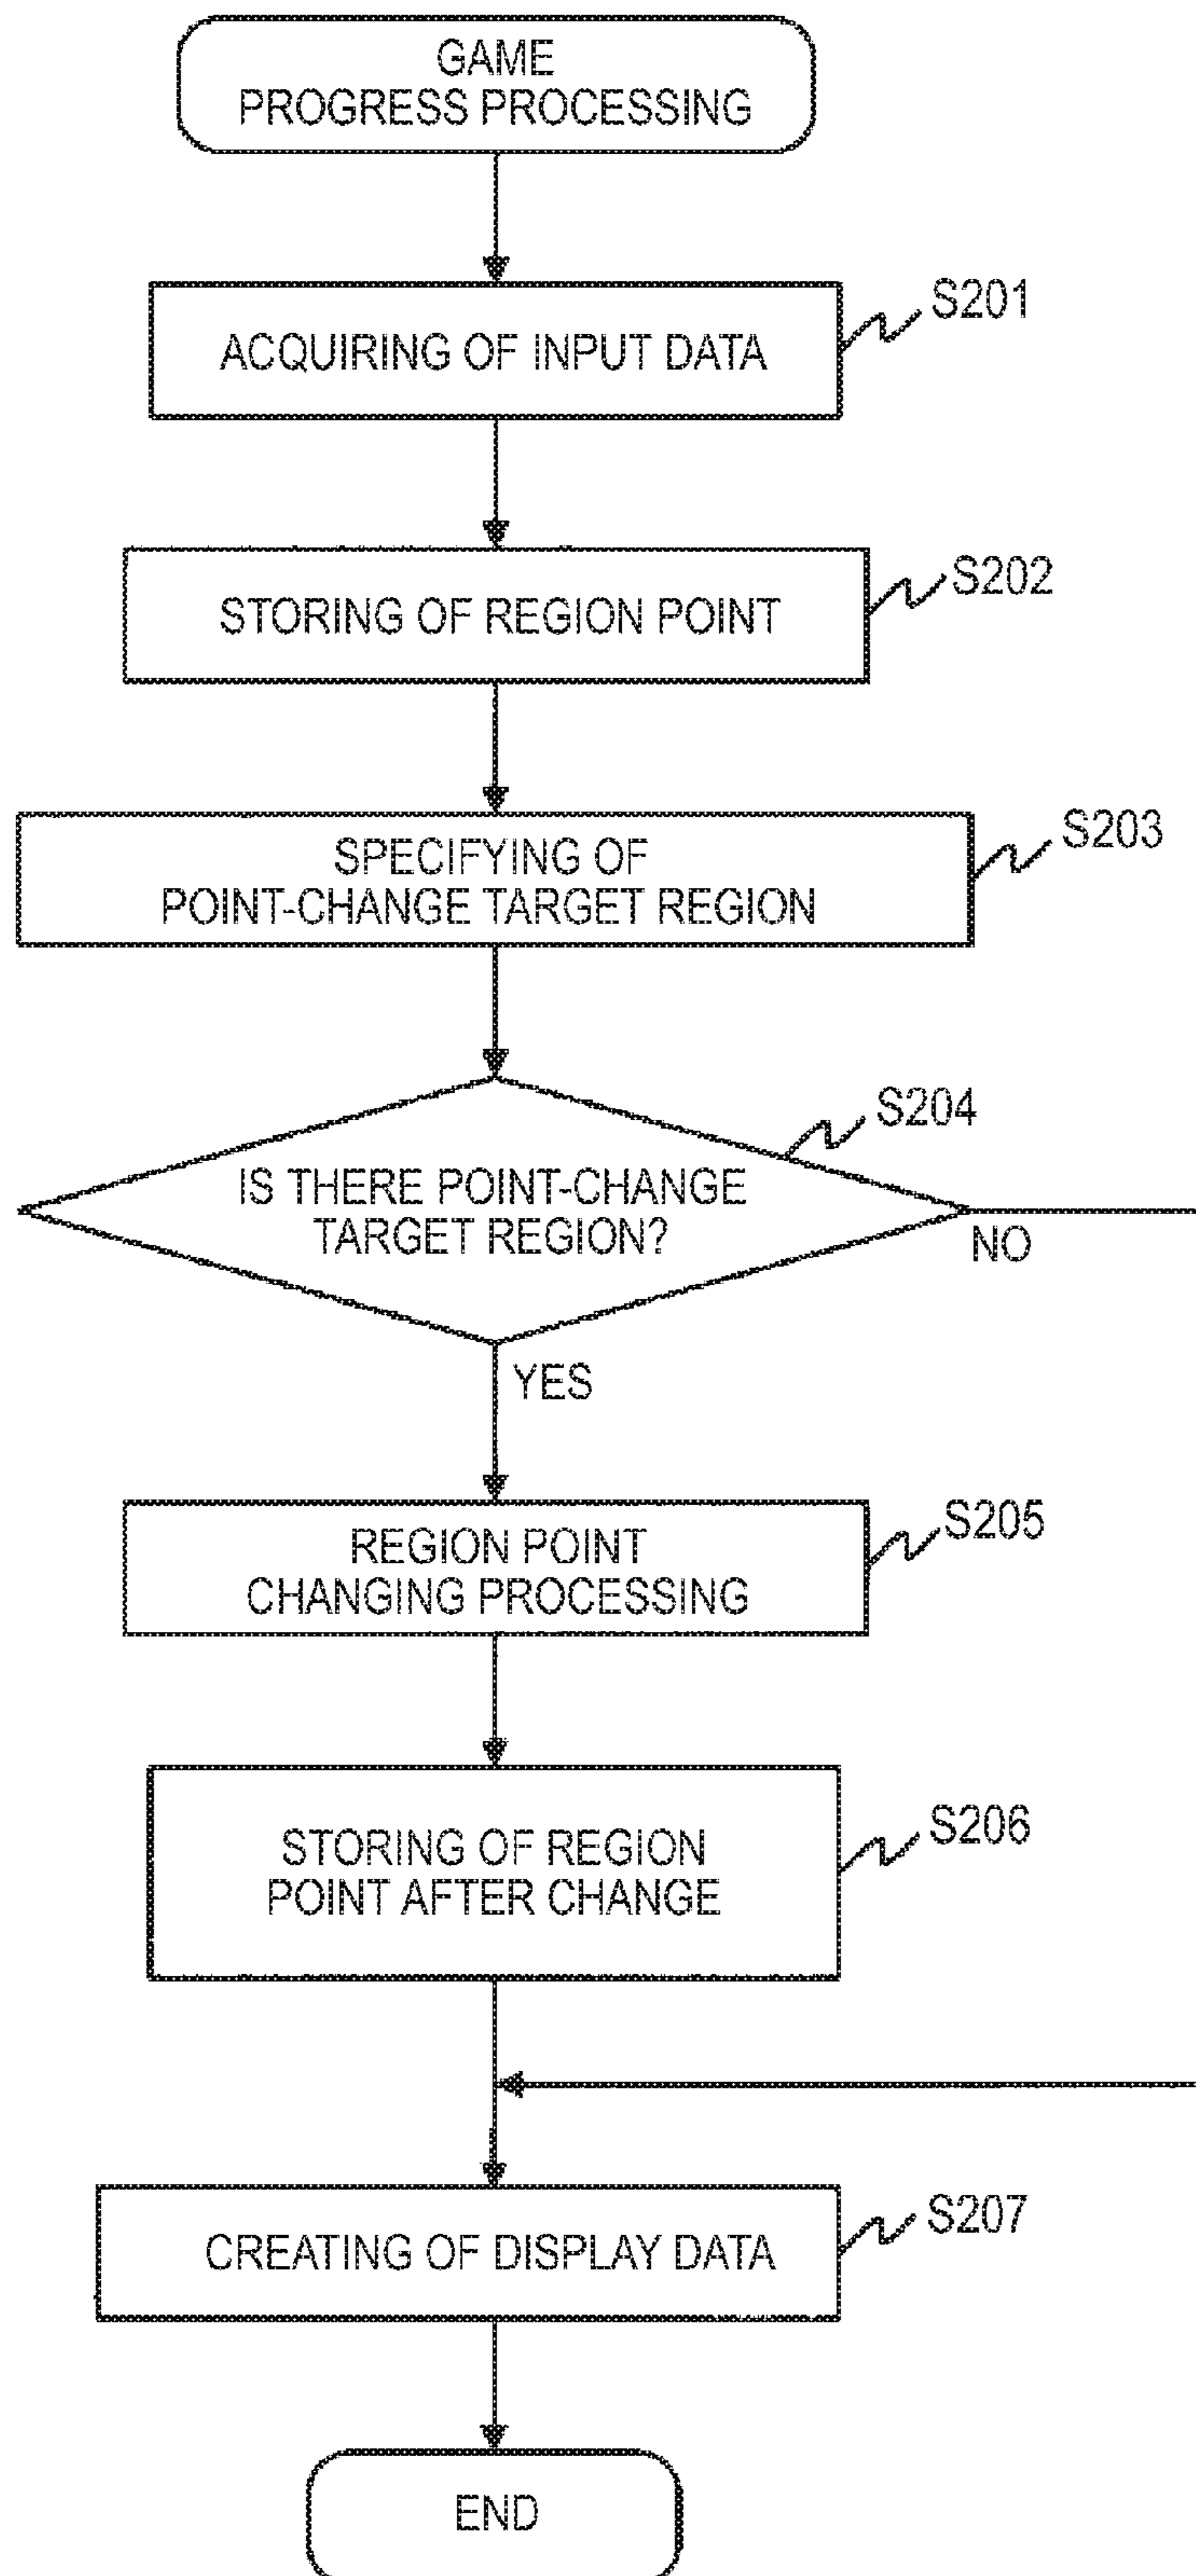 GAME
PROGRESS PROCESSING
S201
ACQUIRING OF INPUT DATA
S202
STORING OF REGION POINT
S203
SPECIFYING OF
POINT-CHANGE TARGET REGION
S204
IS THERE POINT-CHANGE
TARGET REGION?
NO
YES
S205
REGION POINT
CHANGING PROCESSING
S206
STORING OF REGION
POINT AFTER CHANGE
S207
CREATING OF DISPLAY DATA
END